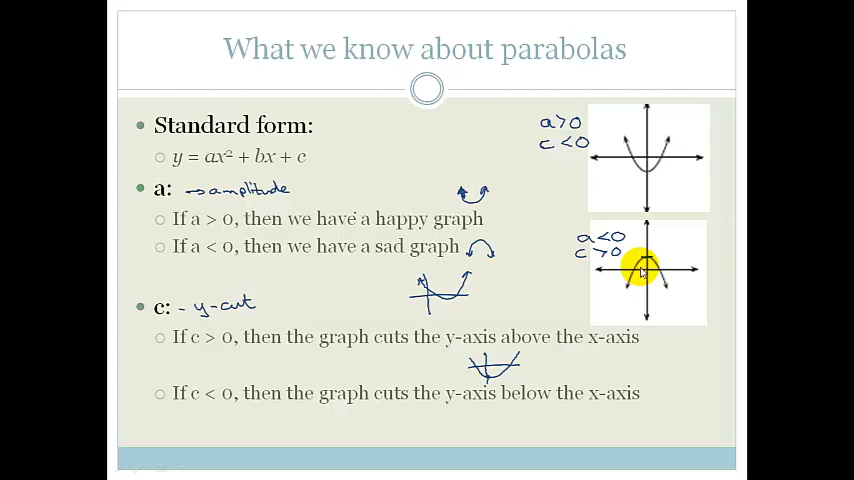 What we know about parabolas
Standard form:
y = ax² + bx + c
a: → amplitude
If a > 0, then we have a happy graph
If a < 0, then we have a sad graph
c: - y-cut
If c > 0, then the graph cuts the y-axis above the x-axis
If c < 0, then the graph cuts the y-axis below the x-axis
a>0
c<0
a<0
c>0